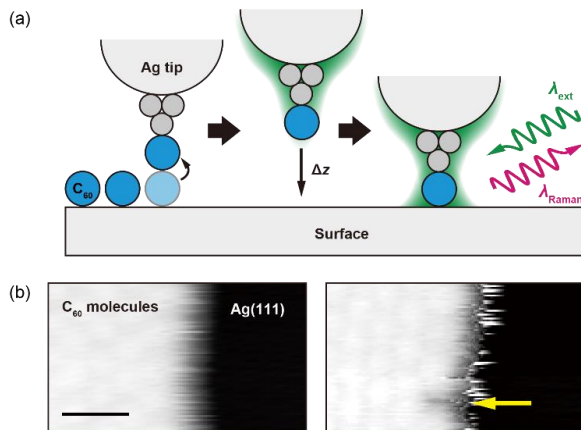 (a)
Ag tip
C₆₀
Δz
λext
λRaman
Surface
(b)
C₆₀ molecules
Ag(111)